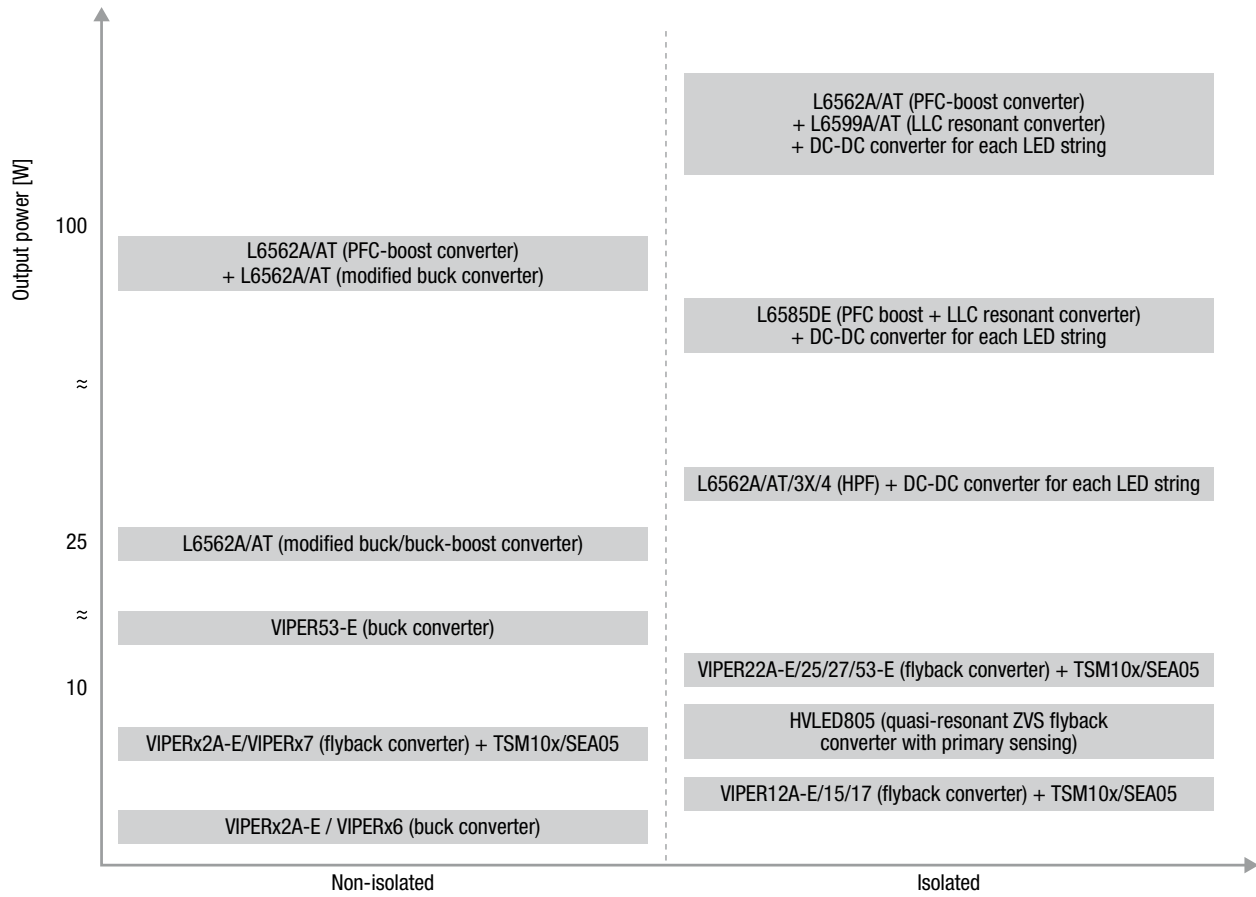 Output power [W]
100
≈
25
≈
10
L6562A/AT (PFC-boost converter)
+ L6562A/AT (modified buck converter)
L6562A/AT (modified buck/buck-boost converter)
VIPER53-E (buck converter)
VIPERx2A-E/VIPERx7 (flyback converter) + TSM10x/SEA05
VIPERx2A-E / VIPERx6 (buck converter)
L6562A/AT (PFC-boost converter)
+ L6599A/AT (LLC resonant converter)
+ DC-DC converter for each LED string
L6585DE (PFC boost + LLC resonant converter)
+ DC-DC converter for each LED string
L6562A/AT/3X/4 (HPF) + DC-DC converter for each LED string
VIPER22A-E/25/27/53-E (flyback converter) + TSM10x/SEA05
HVLED805 (quasi-resonant ZVS flyback
converter with primary sensing)
VIPER12A-E/15/17 (flyback converter) + TSM10x/SEA05
Non-isolated
Isolated